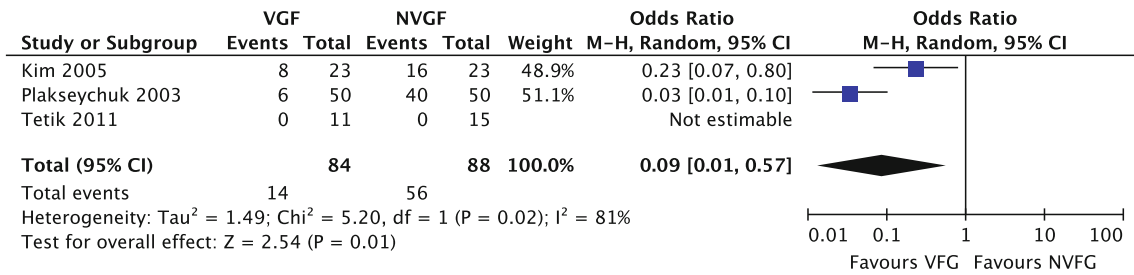 VGF NVGF Odds Ratio Odds Ratio
Study or Subgroup Events Total Events Total Weight M-H, Random, 95% CI M-H, Random, 95% CI
Kim 2005 8 23 16 23 48.9% 0.23 [0.07, 0.80]
Plakseychuk 2003 6 50 40 50 51.1% 0.03 [0.01, 0.10]
Tetik 2011 0 11 0 15 Not estimable
Total (95% CI) 84 88 100.0% 0.09 [0.01, 0.57]
Total events 14 56
Heterogeneity: Tau² = 1.49; Chi² = 5.20, df = 1 (P = 0.02); I² = 81%
Test for overall effect: Z = 2.54 (P = 0.01)
0.01 0.1 1 10 100
Favours VFG Favours NVFG